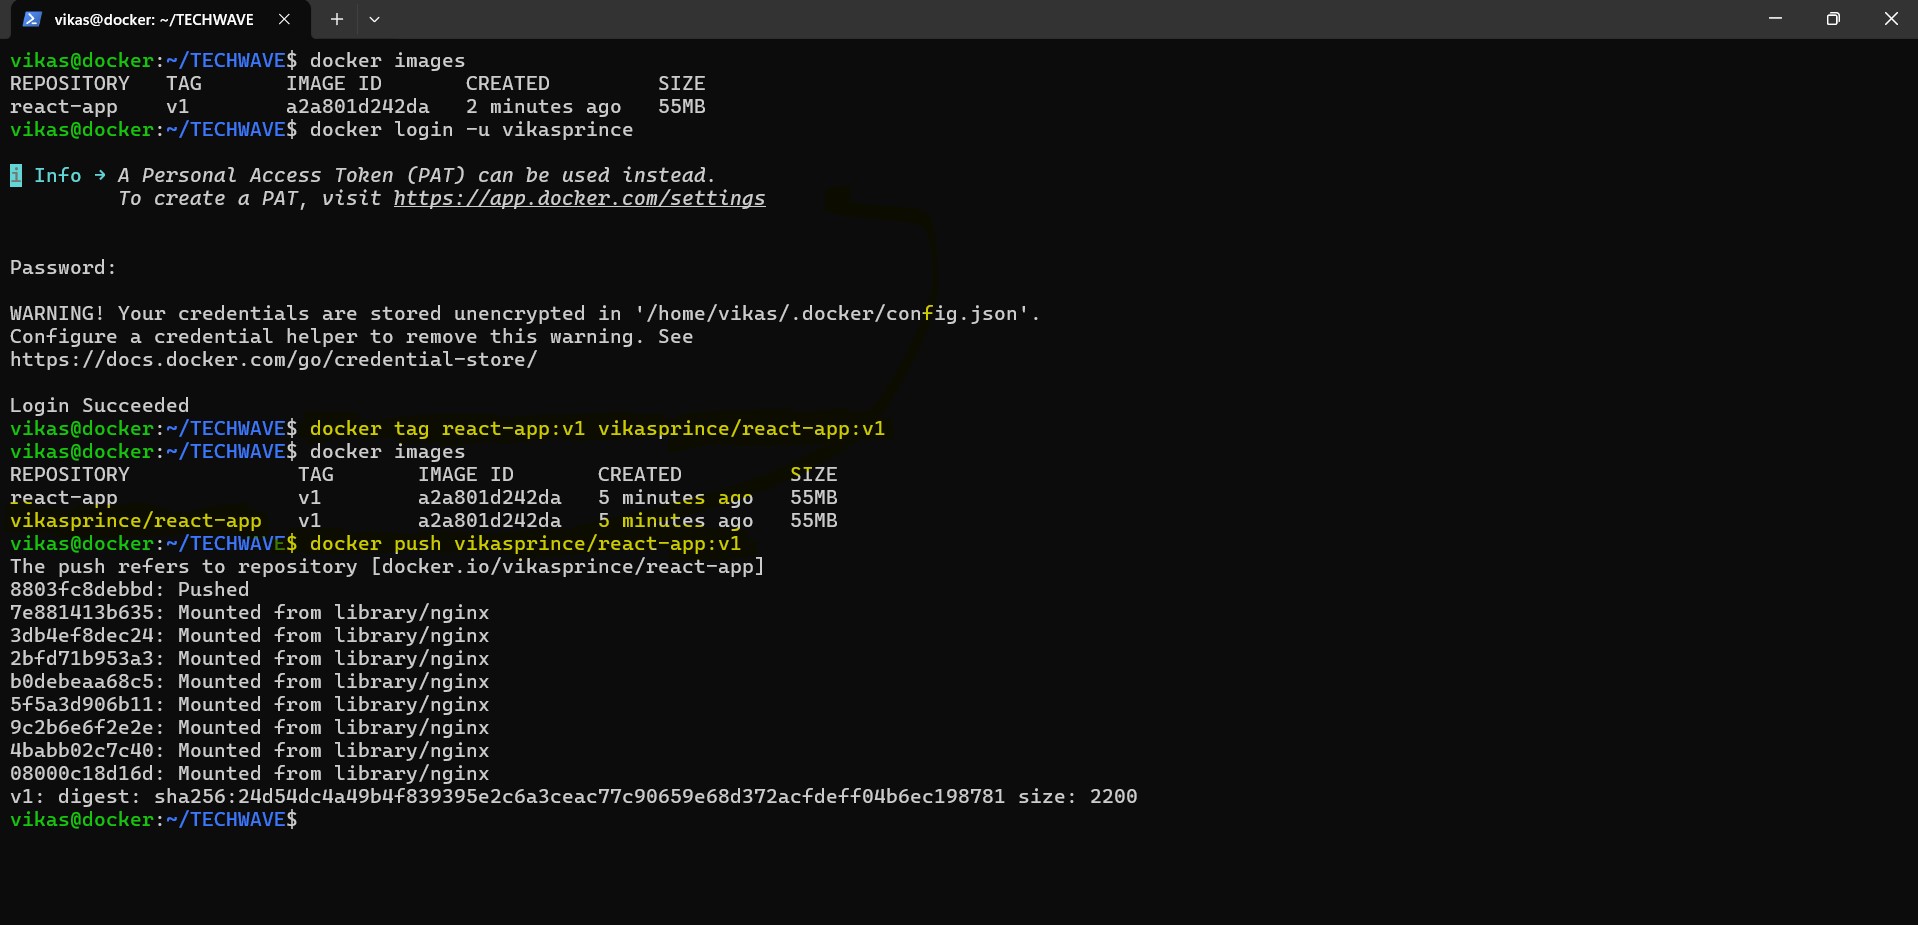 vikas@docker: ~/TECHWAVE
vikas@docker:~/TECHWAVE$ docker images
REPOSITORY   TAG       IMAGE ID       CREATED         SIZE
react-app    v1        a2a801d242da   2 minutes ago   55MB
vikas@docker:~/TECHWAVE$ docker login -u vikasprince
i Info → A Personal Access Token (PAT) can be used instead.
To create a PAT, visit https://app.docker.com/settings
Password:
WARNING! Your credentials are stored unencrypted in '/home/vikas/.docker/config.json'.
Configure a credential helper to remove this warning. See
https://docs.docker.com/go/credential-store/
Login Succeeded
vikas@docker:~/TECHWAVE$ docker tag react-app:v1 vikasprince/react-app:v1
vikas@docker:~/TECHWAVE$ docker images
REPOSITORY              TAG       IMAGE ID       CREATED         SIZE
react-app               v1        a2a801d242da   5 minutes ago   55MB
vikasprince/react-app   v1        a2a801d242da   5 minutes ago   55MB
vikas@docker:~/TECHWAVE$ docker push vikasprince/react-app:v1
The push refers to repository [docker.io/vikasprince/react-app]
8803fc8debbd: Pushed
7e881413b635: Mounted from library/nginx
3db4ef8dec24: Mounted from library/nginx
2bfd71b953a3: Mounted from library/nginx
b0debeaa68c5: Mounted from library/nginx
5f5a3d906b11: Mounted from library/nginx
9c2b6e6f2e2e: Mounted from library/nginx
4babb02c7c40: Mounted from library/nginx
08000c18d16d: Mounted from library/nginx
v1: digest: sha256:24d54dc4a49b4f839395e2c6a3ceac77c90659e68d372acfdeff04b6ec198781 size: 2200
vikas@docker:~/TECHWAVE$